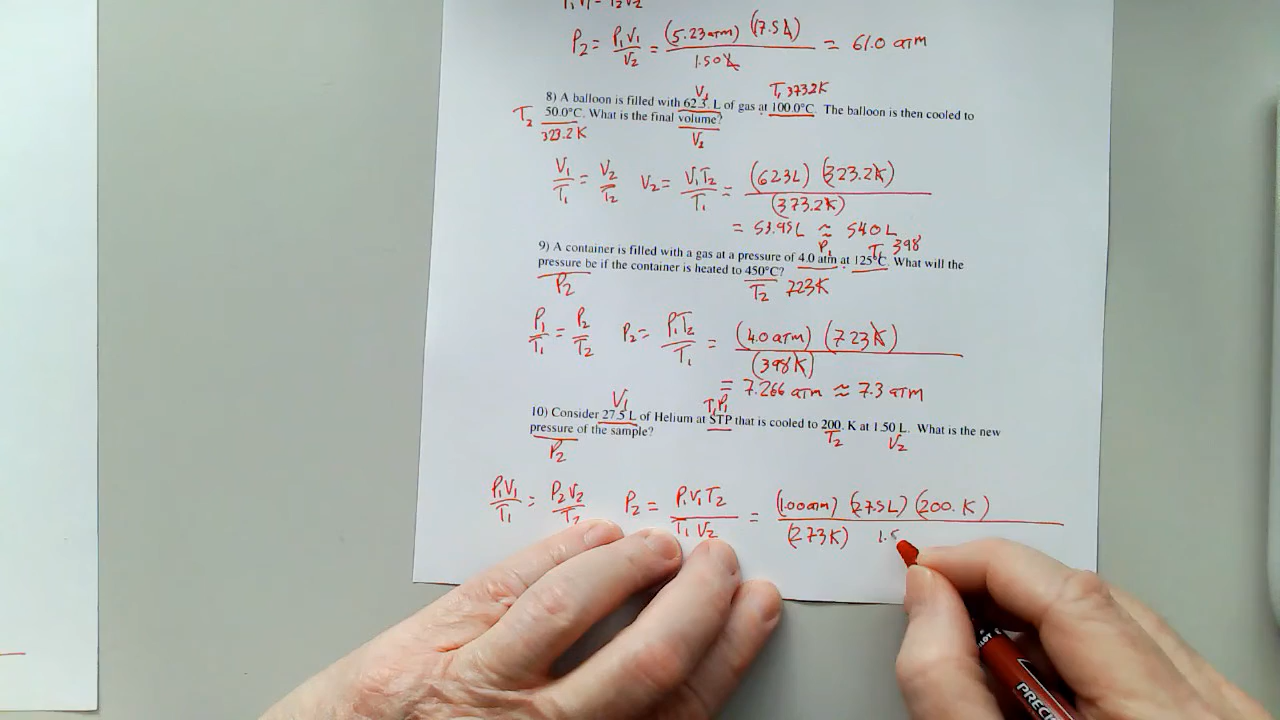 P₁V₁ = P₂V₂
P₂ = P₁V₁/V₂ = (5.23 atm) (17.5 L)/1.50 L = 61.0 atm
V₁ T₁ 373.2K
8) A balloon is filled with 62.3 L of gas at 100.0°C. The balloon is then cooled to
T₂ 50.0°C. What is the final volume?
323.2K V₂
V₁/T₁ = V₂/T₂ V₂ = V₁T₂/T₁ = (62.3L) (323.2K)/(373.2K)
= 53.95L ≈ 54.0 L
P₁ T₁ 398
9) A container is filled with a gas at a pressure of 4.0 atm at 125°C. What will the
pressure be if the container is heated to 450°C?
P₂ T₂ 723K
P₁/T₁ = P₂/T₂ P₂ = P₁T₂/T₁ = (4.0 atm) (723K)/(398K)
= 7.266 atm ≈ 7.3 atm
V₁ T₁P₁
10) Consider 27.5 L of Helium at STP that is cooled to 200. K at 1.50 L. What is the new
pressure of the sample?
P₂ T₂ V₂
P₁V₁/T₁ = P₂V₂/T₂ P₂ = P₁V₁T₂/T₁V₂ = (1.00 atm) (27.5L) (200. K)/(273K) 1.5